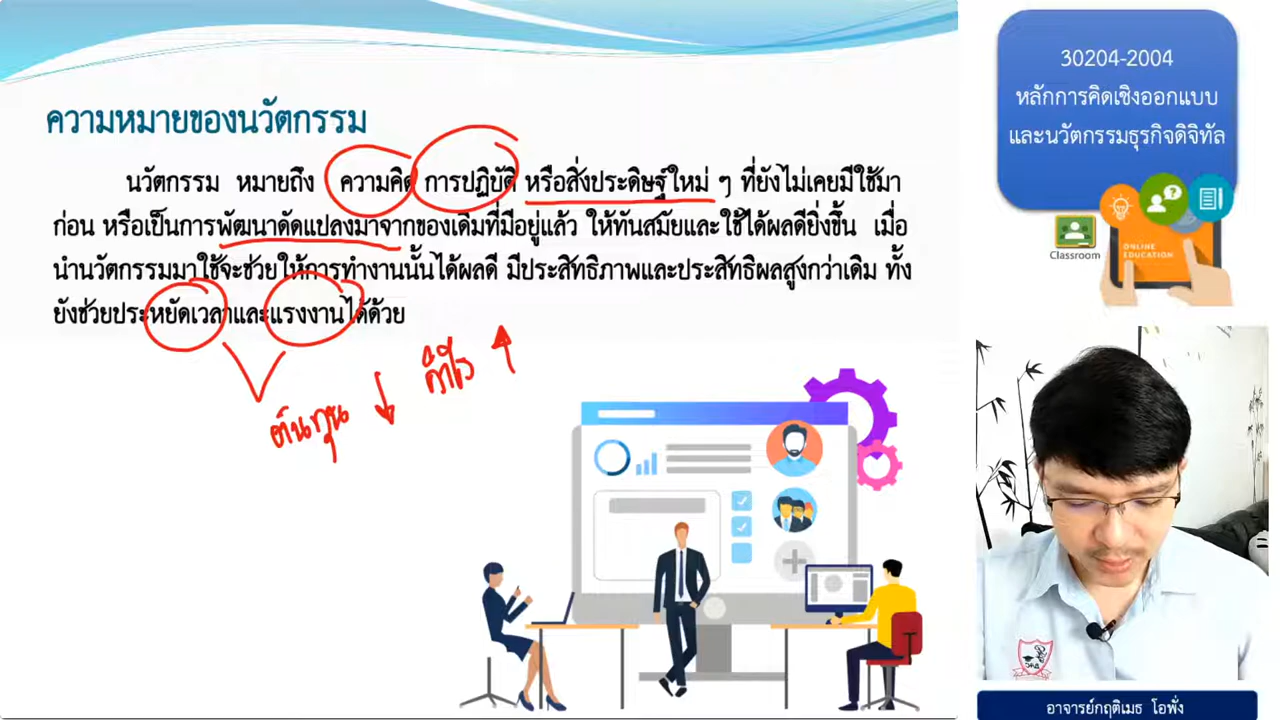 ความหมายของนวัตกรรม
นวัตกรรม หมายถึง ความคิด การปฏิบัติ หรือสิ่งประดิษฐ์ใหม่ ๆ ที่ยังไม่เคยมีใช้มา
ก่อน หรือเป็นการพัฒนาดัดแปลงมาจากของเดิมที่มีอยู่แล้ว ให้ทันสมัยและใช้ได้ผลดียิ่งขึ้น เมื่อ
นำนวัตกรรมมาใช้จะช่วยให้การทำงานนั้นได้ผลดี มีประสิทธิภาพและประสิทธิผลสูงกว่าเดิม ทั้ง
ยังช่วยประหยัดเวลาและแรงงานได้ด้วย
ต้นทุน ↓ กำไร ↑
30204-2004
หลักการคิดเชิงออกแบบ
และนวัตกรรมธุรกิจดิจิทัล
ONLINE
EDUCATION
Classroom
อาจารย์กฤติเมธ โอพั่ง